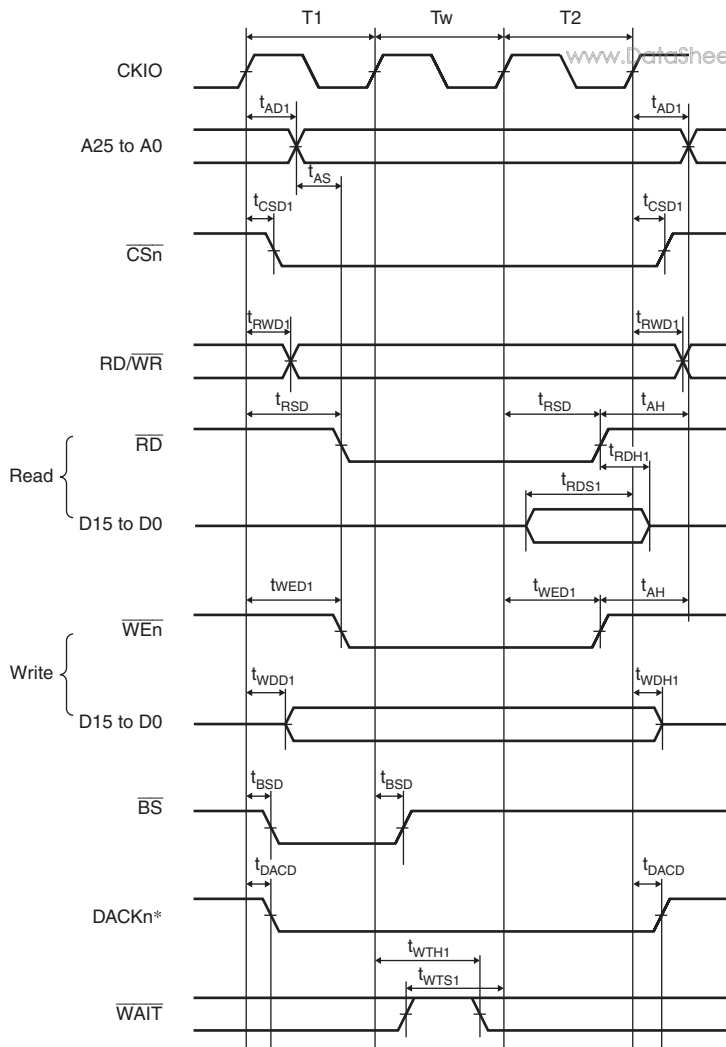 T1 Tw T2
www.DataShee
CKIO
tAD1 tAD1
A25 to A0
tAS
tCSD1 tCSD1
CSn
tRWD1 tRWD1
RD/WR
tRSD tRSD tAH
RD
tRDH1
Read
tRDS1
D15 to D0
tWED1 tWED1 tAH
WEn
Write
tWDD1 tWDH1
D15 to D0
tBSD tBSD
BS
tDACD tDACD
DACKn*
tWTH1
tWTS1
WAIT